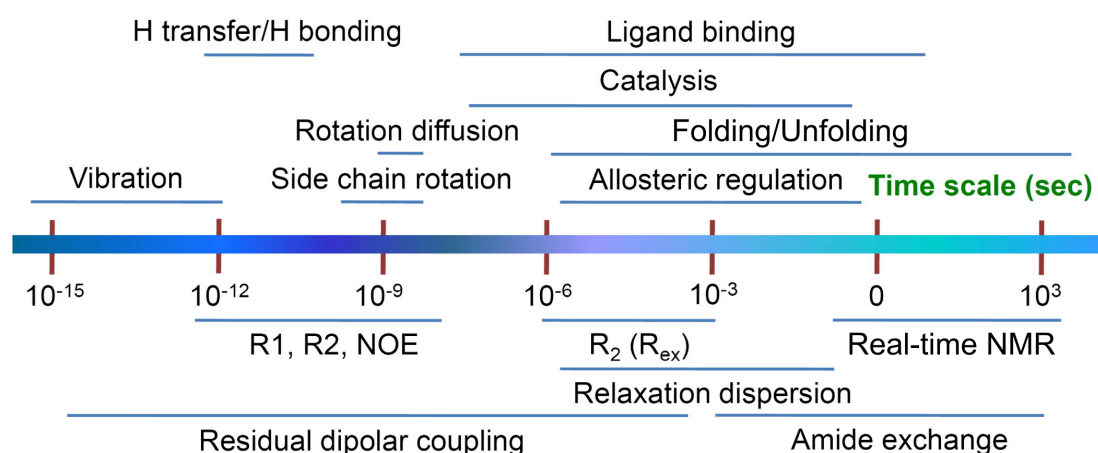 H transfer/H bonding
Ligand binding
Catalysis
Rotation diffusion
Folding/Unfolding
Vibration
Side chain rotation
Allosteric regulation
Time scale (sec)
10⁻¹⁵
10⁻¹²
10⁻⁹
10⁻⁶
10⁻³
0
10³
R1, R2, NOE
R₂ (Rₑₓ)
Real-time NMR
Relaxation dispersion
Residual dipolar coupling
Amide exchange